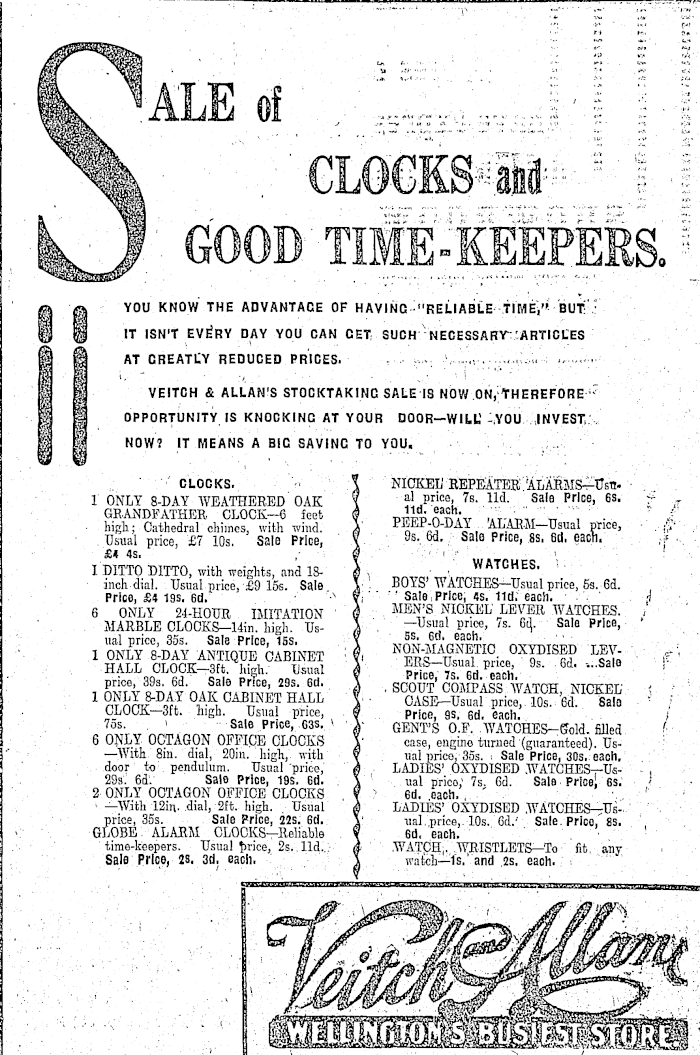 SALE of
CLOCKS and
GOOD TIME-KEEPERS.
YOU KNOW THE ADVANTAGE OF HAVING "RELIABLE TIME," BUT
IT ISN'T EVERY DAY YOU CAN GET SUCH NECESSARY ARTICLES
AT GREATLY REDUCED PRICES.
VEITCH & ALLAN'S STOCKTAKING SALE IS NOW ON, THEREFORE
OPPORTUNITY IS KNOCKING AT YOUR DOOR—WILL YOU INVEST
NOW? IT MEANS A BIG SAVING TO YOU.
CLOCKS.
1 ONLY 8-DAY WEATHERED OAK
GRANDFATHER CLOCK—6 feet
high; Cathedral chimes, with wind.
Usual price, £7 10s. Sale Price,
£4 4s.
1 DITTO DITTO, with weights, and 18-
inch dial. Usual price, £9 15s. Sale
Price, £4 19s. 6d.
6 ONLY 24-HOUR IMITATION
MARBLE CLOCKS—14in. high. Us-
ual price, 35s. Sale Price, 15s.
1 ONLY 8-DAY ANTIQUE CABINET
HALL CLOCK—3ft. high. Usual
price, 39s. 6d. Sale Price, 29s. 6d.
1 ONLY 8-DAY OAK CABINET HALL
CLOCK—3ft. high. Usual price,
75s. Sale Price, 63s.
6 ONLY OCTAGON OFFICE CLOCKS
—With 8in. dial, 20in. high, with
door to pendulum. Usual price,
29s. 6d. Sale Price, 19s. 6d.
2 ONLY OCTAGON OFFICE CLOCKS
—With 12in. dial, 2ft. high. Usual
price, 35s. Sale Price, 22s. 6d.
GLOBE ALARM CLOCKS—Reliable
time-keepers. Usual price, 2s. 11d.
Sale Price, 2s. 3d. each.
NICKEL REPEATER ALARMS—Usu-
al price, 7s. 11d. Sale Price, 6s.
11d. each.
PEEP-O-DAY ALARM—Usual price,
9s. 6d. Sale Price, 8s. 6d. each.
WATCHES.
BOYS' WATCHES—Usual price, 5s. 6d.
Sale Price, 4s. 11d. each.
MEN'S NICKEL LEVER WATCHES.
—Usual price, 7s. 6d. Sale Price,
5s. 6d. each.
NON-MAGNETIC OXYDISED LEV-
ERS—Usual price, 9s. 6d. Sale
Price, 7s. 6d. each.
SCOUT COMPASS WATCH, NICKEL
CASE—Usual price, 10s. 6d. Sale
Price, 9s. 6d. each.
GENT'S O.F. WATCHES—Gold filled
case, engine turned (guaranteed). Us-
ual price, 35s. Sale Price, 30s. each.
LADIES' OXYDISED WATCHES—Us-
ual price, 7s. 6d. Sale Price, 6s.
6d. each.
LADIES' OXYDISED WATCHES—Us-
ual price, 10s. 6d. Sale Price, 8s.
6d. each.
WATCH WRISTLETS—To fit any
watch—1s. and 2s. each.
Veitch and Allan,
WELLINGTON'S BUSIEST STORE